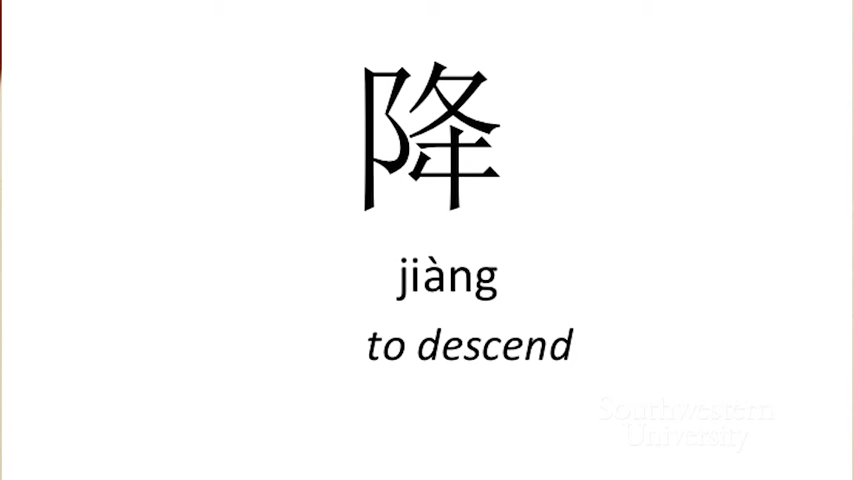 降
jiàng
to descend
Southwestern
University